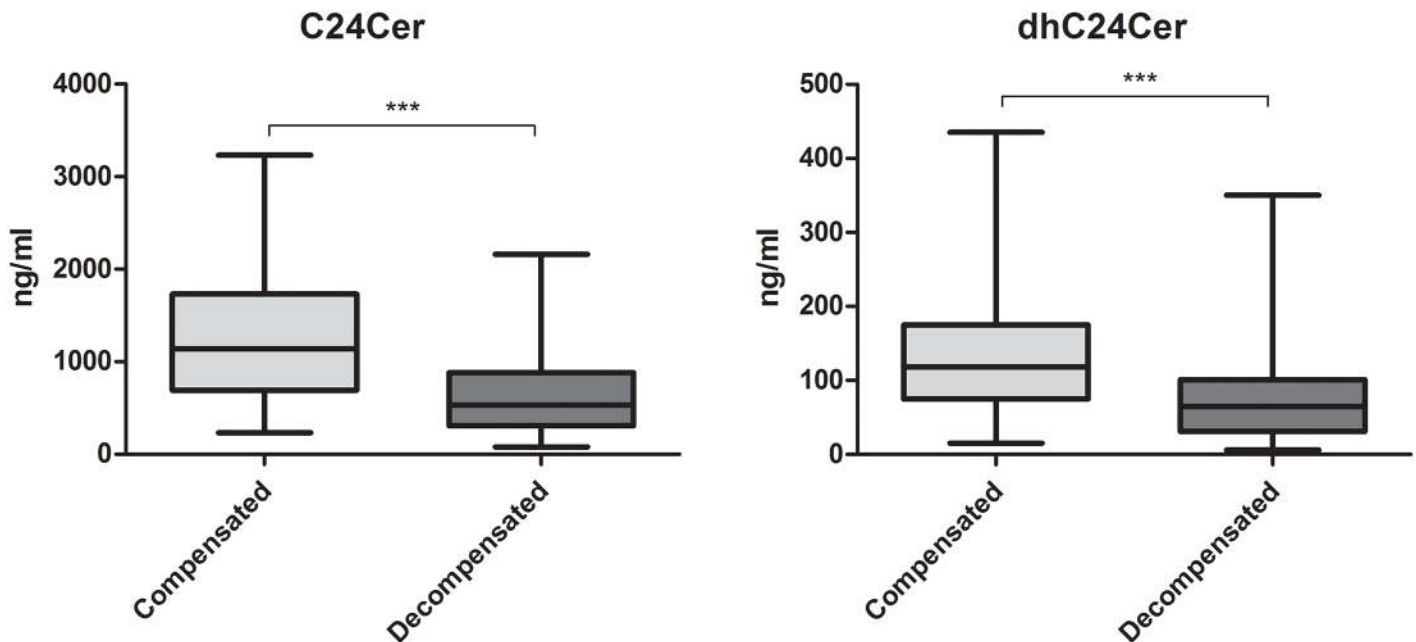 C24Cer
4000
3000
2000
1000
0
ng/ml
***
Compensated
Decompensated
dhC24Cer
500
400
300
200
100
0
ng/ml
***
Compensated
Decompensated